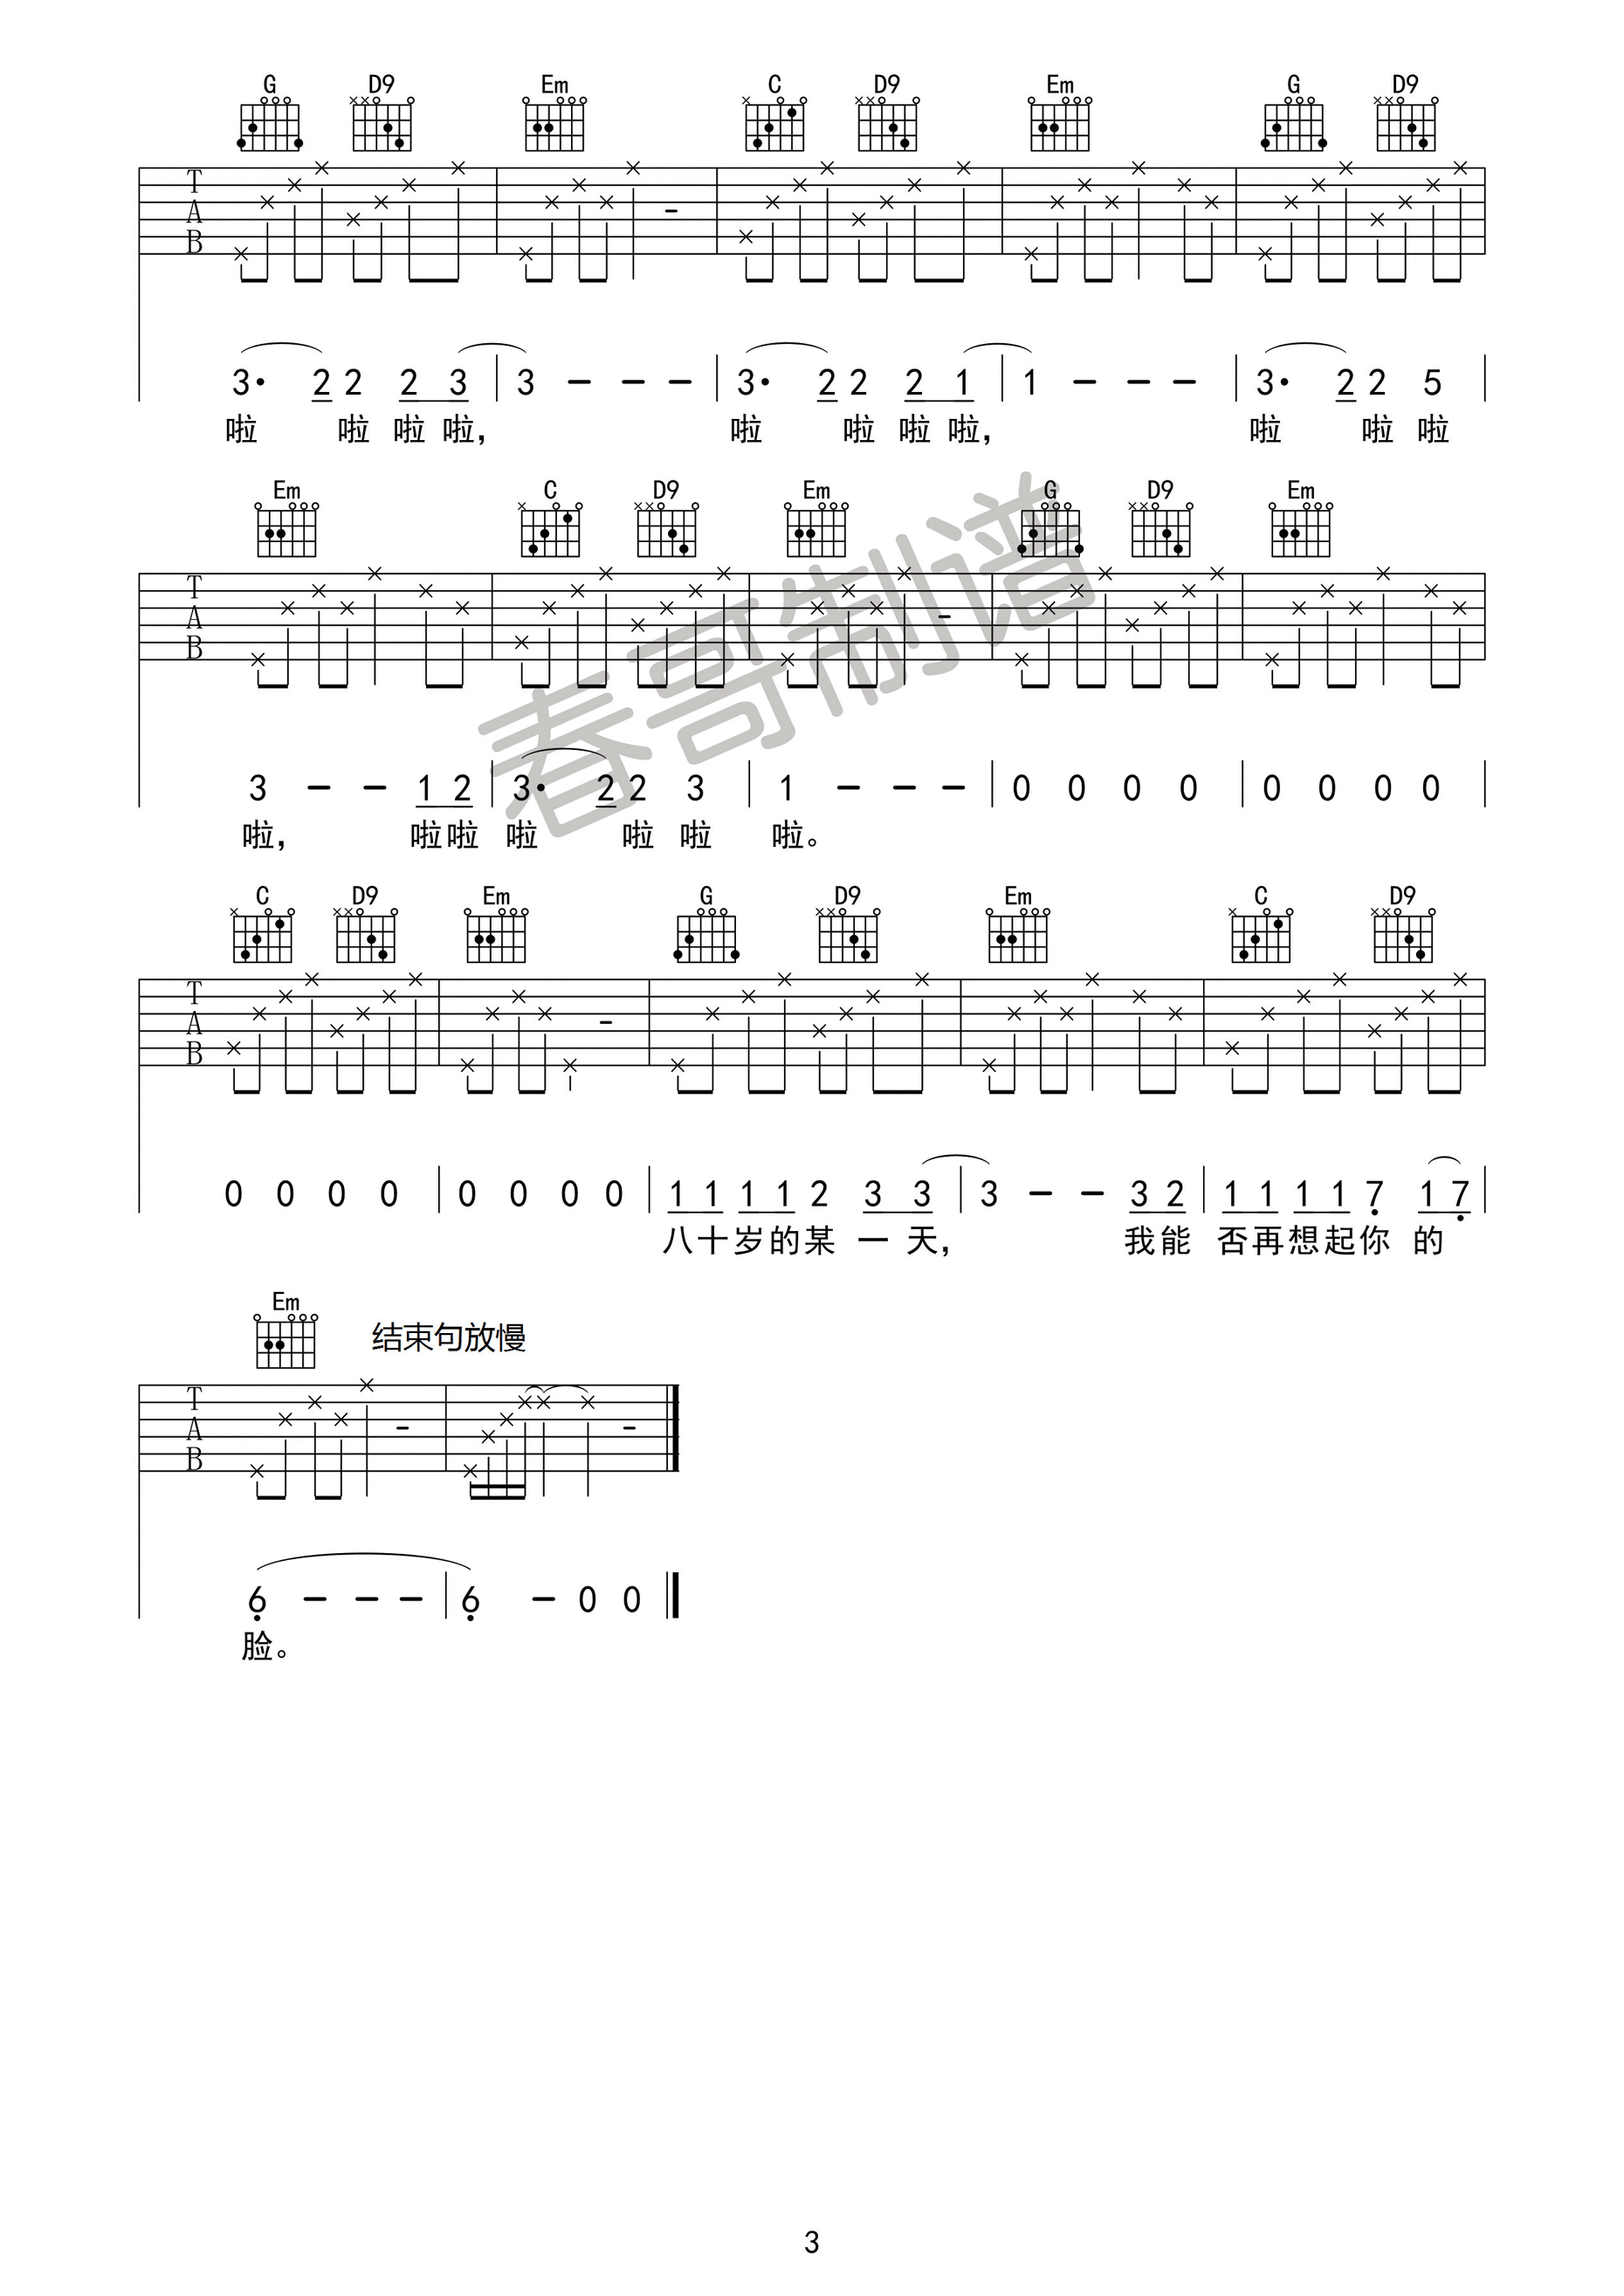 G D9 Em C D9 Em G D9
T
A
B
3· 2 2 2 3 | 3 - - - | 3· 2 2 2 1 | 1 - - - | 3· 2 2 5 |
啦 啦 啦 啦， 啦 啦 啦 啦， 啦 啦 啦
Em C D9 Em G D9 Em
T
A
B
3 - - 1 2 | 3· 2 2 3 | 1 - - - | 0 0 0 0 | 0 0 0 0 |
啦， 啦 啦 啦 啦 啦 啦。
春哥制谱
C D9 Em G D9 Em C D9
T
A
B
0 0 0 0 | 0 0 0 0 | 1 1 1 1 2 3 3 | 3 - - 3 2 | 1 1 1 1 7 1 7 |
八 十 岁 的 某 一 天， 我 能 否 再 想 起 你 的
Em 结束句放慢
T
A
B
6 - - - | 6 - 0 0
脸。
3